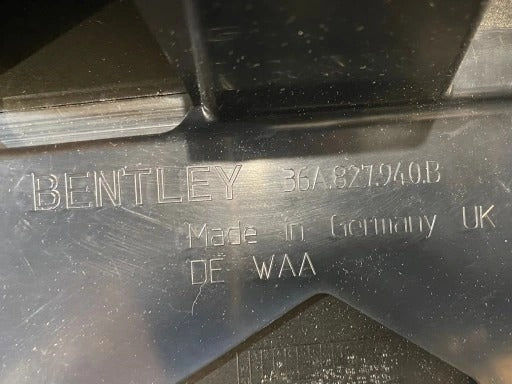 BENTLEY 36A.827.940.B
Made in Germany UK
DE WAA